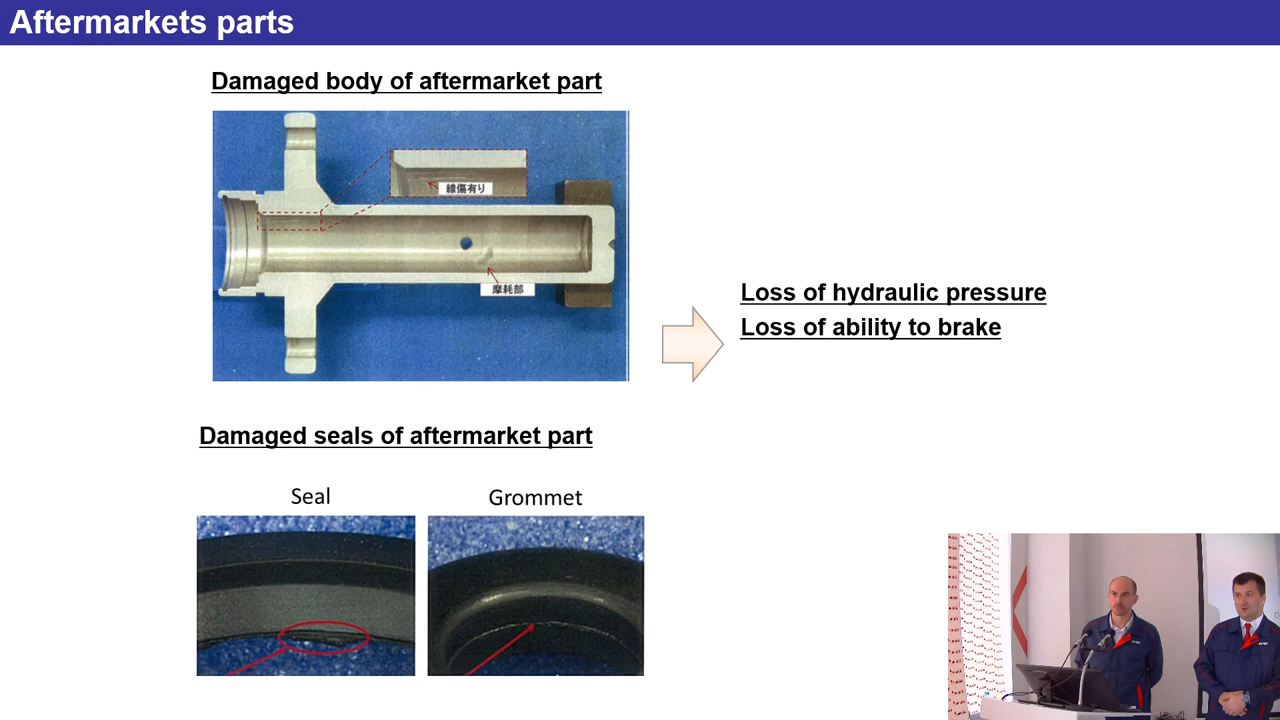 Aftermarkets parts
Damaged body of aftermarket part
線傷有り
摩耗部
Loss of hydraulic pressure
Loss of ability to brake
Damaged seals of aftermarket part
Seal
Grommet